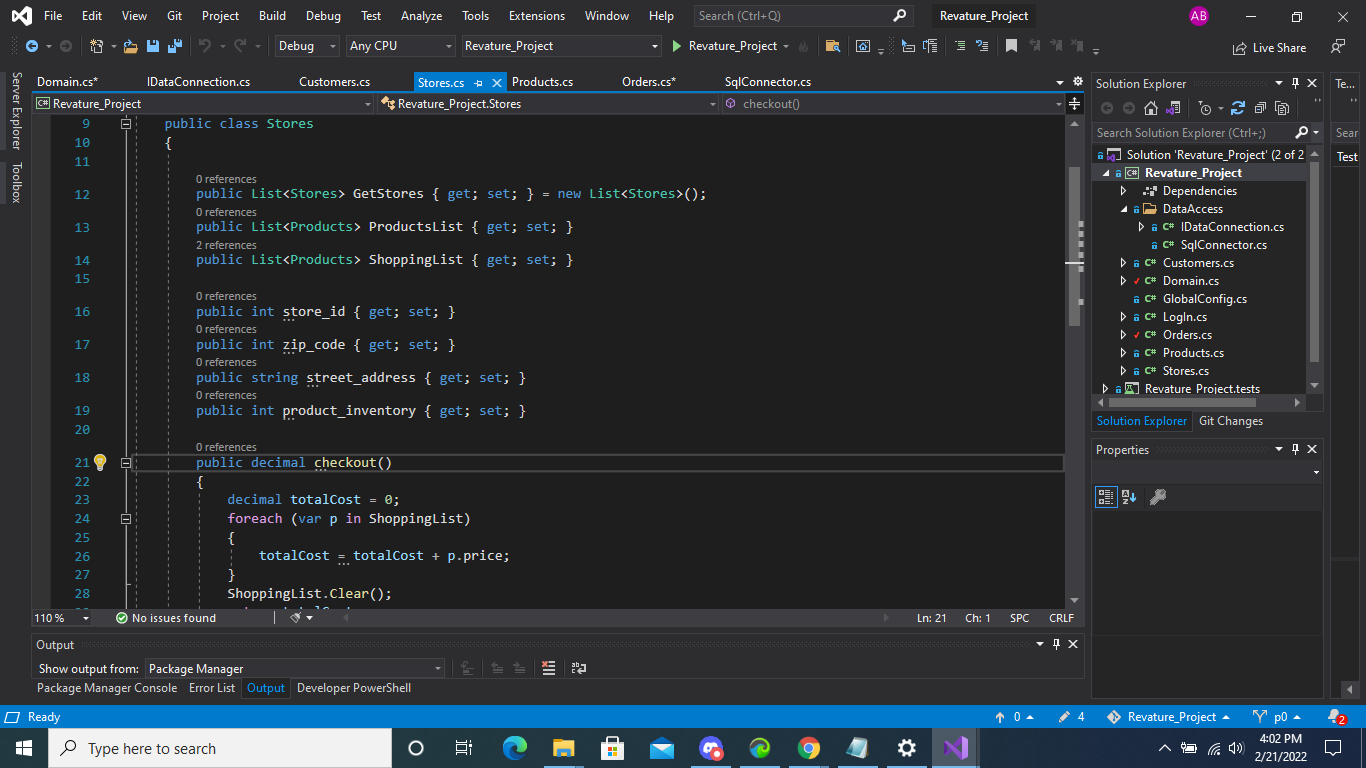 File Edit View Git Project Build Debug Test Analyze Tools Extensions Window Help Search (Ctrl+Q) Revature_Project AB
Debug Any CPU Revature_Project Revature_Project Live Share
Server Explorer
Toolbox
Domain.cs* IDataConnection.cs Customers.cs Stores.cs Products.cs Orders.cs* SqlConnector.cs
Revature_Project Revature_Project.Stores checkout()
9 public class Stores
10 {
11
0 references
12 public List<Stores> GetStores { get; set; } = new List<Stores>();
0 references
13 public List<Products> ProductsList { get; set; }
2 references
14 public List<Products> ShoppingList { get; set; }
15
0 references
16 public int store_id { get; set; }
0 references
17 public int zip_code { get; set; }
0 references
18 public string street_address { get; set; }
0 references
19 public int product_inventory { get; set; }
20
0 references
21 public decimal checkout()
22 {
23 decimal totalCost = 0;
24 foreach (var p in ShoppingList)
25 {
26 totalCost = totalCost + p.price;
27 }
28 ShoppingList.Clear();
110 % No issues found Ln: 21 Ch: 1 SPC CRLF
Output
Show output from: Package Manager
Package Manager Console Error List Output Developer PowerShell
Solution Explorer
Search Solution Explorer (Ctrl+;)
Solution 'Revature_Project' (2 of 2
Revature_Project
Dependencies
DataAccess
IDataConnection.cs
SqlConnector.cs
Customers.cs
Domain.cs
GlobalConfig.cs
LogIn.cs
Orders.cs
Products.cs
Stores.cs
Revature_Project.tests
Solution Explorer Git Changes
Properties
Te...
Sear
Test
Ready 0 4 Revature_Project p0 2
Type here to search 4:02 PM
2/21/2022